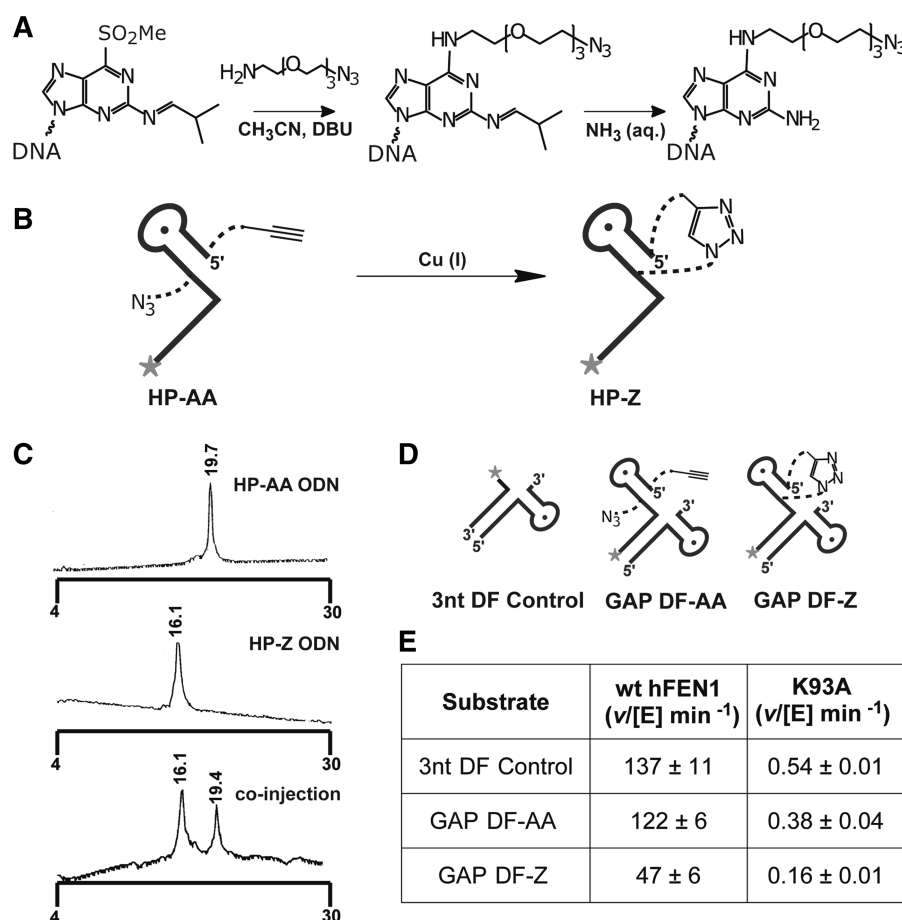 A
SO₂Me
N
N
N
N
N
DNA
H₂N
O
3
N₃
CH₃CN, DBU
HN
O
3
N₃
N
N
N
N
N
DNA
NH₃ (aq.)
HN
O
3
N₃
N
N
N
N
NH₂
DNA
B
5'
N₃
HP-AA
Cu (I)
5'
N
N
N
HP-Z
C
19.7
HP-AA ODN
4
30
16.1
HP-Z ODN
4
30
16.1
19.4
co-injection
4
30
D
3'
3'
5'
3nt DF Control
5'
N₃
3'
5'
GAP DF-AA
5'
N
N
N
3'
5'
GAP DF-Z
E
Substrate
wt hFEN1
(v/[E] min -1)
K93A
(v/[E] min -1)
3nt DF Control
137 ± 11
0.54 ± 0.01
GAP DF-AA
122 ± 6
0.38 ± 0.04
GAP DF-Z
47 ± 6
0.16 ± 0.01